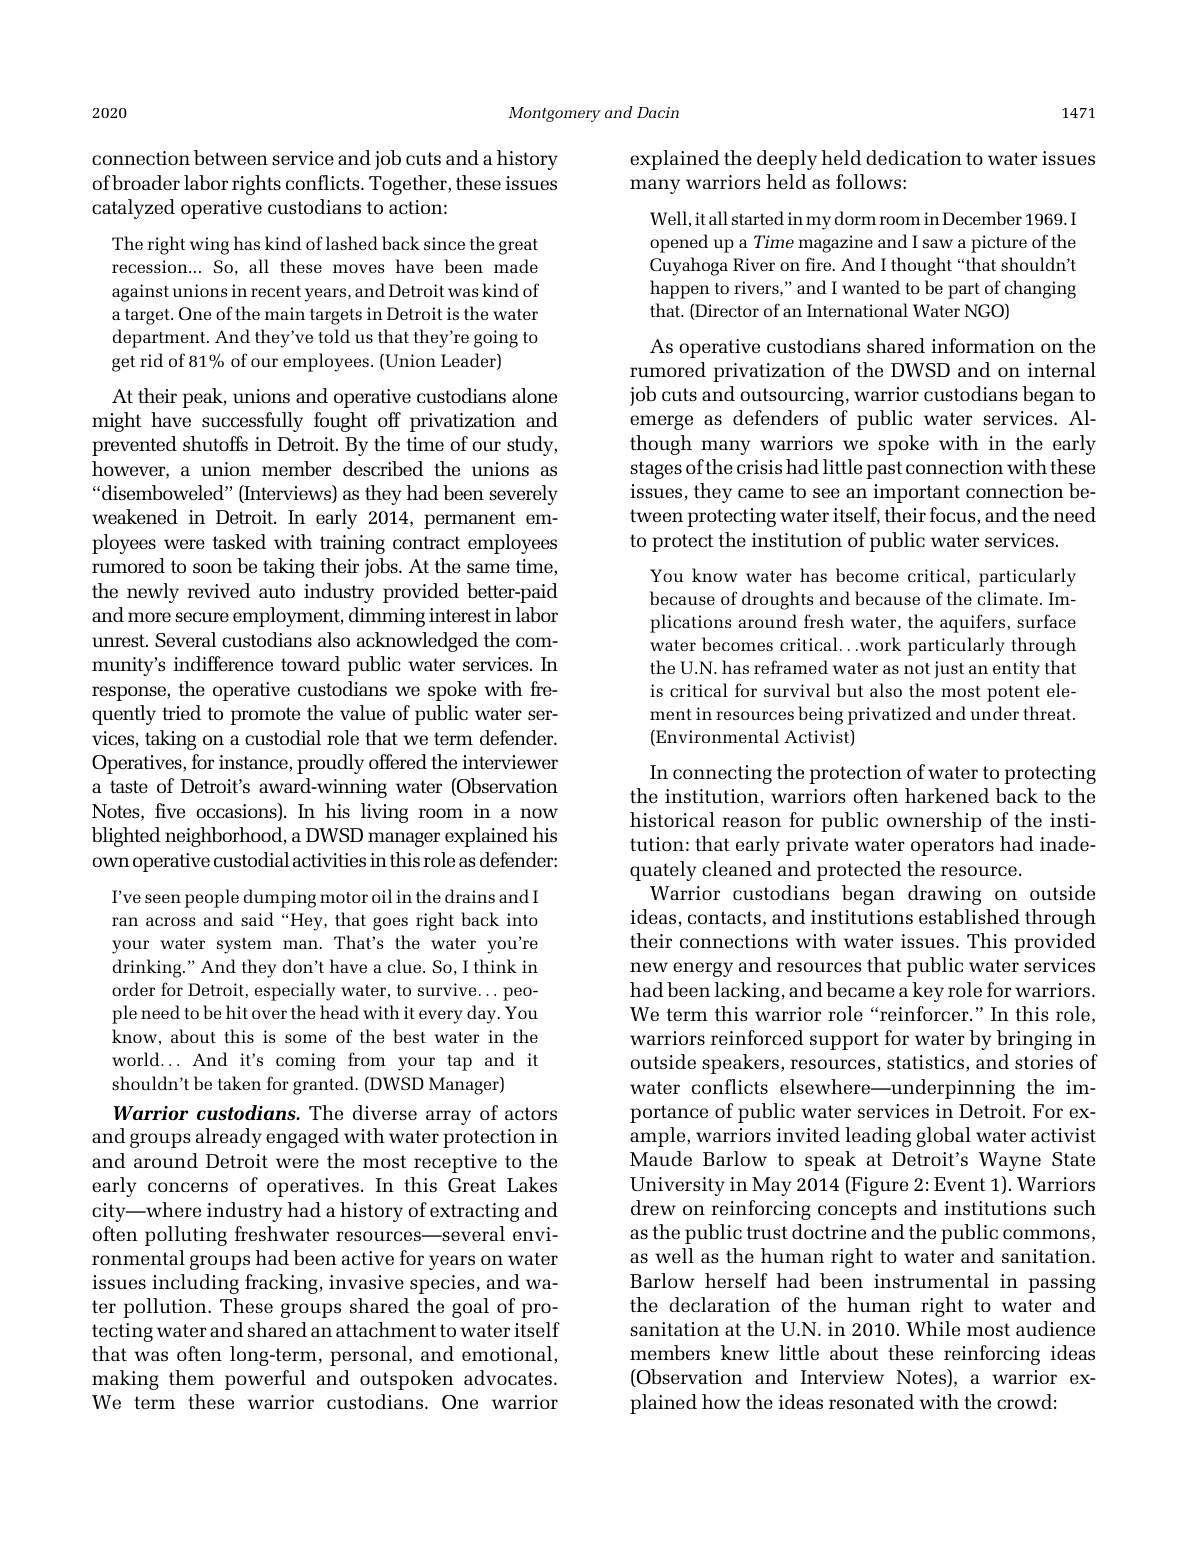 2020
Montgomery and Dacin
1471
connection between service and job cuts and a history
of broader labor rights conflicts. Together, these issues
catalyzed operative custodians to action:
The right wing has kind of lashed back since the great
recession... So, all these moves have been made
against unions in recent years, and Detroit was kind of
a target. One of the main targets in Detroit is the water
department. And they've told us that they're going to
get rid of 81% of our employees. (Union Leader)
At their peak, unions and operative custodians alone
might have successfully fought off privatization and
prevented shutoffs in Detroit. By the time of our study,
however, a union member described the unions as
“disemboweled” (Interviews) as they had been severely
weakened in Detroit. In early 2014, permanent em-
ployees were tasked with training contract employees
rumored to soon be taking their jobs. At the same time,
the newly revived auto industry provided better-paid
and more secure employment, dimming interest in labor
unrest. Several custodians also acknowledged the com-
munity's indifference toward public water services. In
response, the operative custodians we spoke with fre-
quently tried to promote the value of public water ser-
vices, taking on a custodial role that we term defender.
Operatives, for instance, proudly offered the interviewer
a taste of Detroit's award-winning water (Observation
Notes, five occasions). In his living room in a now
blighted neighborhood, a DWSD manager explained his
own operative custodial activities in this role as defender:
I've seen people dumping motor oil in the drains and I
ran across and said “Hey, that goes right back into
your water system man. That's the water you're
drinking.” And they don't have a clue. So, I think in
order for Detroit, especially water, to survive... peo-
ple need to be hit over the head with it every day. You
know, about this is some of the best water in the
world... And it's coming from your tap and it
shouldn't be taken for granted. (DWSD Manager)
Warrior custodians. The diverse array of actors
and groups already engaged with water protection in
and around Detroit were the most receptive to the
early concerns of operatives. In this Great Lakes
city—where industry had a history of extracting and
often polluting freshwater resources—several envi-
ronmental groups had been active for years on water
issues including fracking, invasive species, and wa-
ter pollution. These groups shared the goal of pro-
tecting water and shared an attachment to water itself
that was often long-term, personal, and emotional,
making them powerful and outspoken advocates.
We term these warrior custodians. One warrior
explained the deeply held dedication to water issues
many warriors held as follows:
Well, it all started in my dorm room in December 1969. I
opened up a Time magazine and I saw a picture of the
Cuyahoga River on fire. And I thought “that shouldn't
happen to rivers,” and I wanted to be part of changing
that. (Director of an International Water NGO)
As operative custodians shared information on the
rumored privatization of the DWSD and on internal
job cuts and outsourcing, warrior custodians began to
emerge as defenders of public water services. Al-
though many warriors we spoke with in the early
stages of the crisis had little past connection with these
issues, they came to see an important connection be-
tween protecting water itself, their focus, and the need
to protect the institution of public water services.
You know water has become critical, particularly
because of droughts and because of the climate. Im-
plications around fresh water, the aquifers, surface
water becomes critical...work particularly through
the U.N. has reframed water as not just an entity that
is critical for survival but also the most potent ele-
ment in resources being privatized and under threat.
(Environmental Activist)
In connecting the protection of water to protecting
the institution, warriors often harkened back to the
historical reason for public ownership of the insti-
tution: that early private water operators had inade-
quately cleaned and protected the resource.
Warrior custodians began drawing on outside
ideas, contacts, and institutions established through
their connections with water issues. This provided
new energy and resources that public water services
had been lacking, and became a key role for warriors.
We term this warrior role “reinforcer.” In this role,
warriors reinforced support for water by bringing in
outside speakers, resources, statistics, and stories of
water conflicts elsewhere—underpinning the im-
portance of public water services in Detroit. For ex-
ample, warriors invited leading global water activist
Maude Barlow to speak at Detroit's Wayne State
University in May 2014 (Figure 2: Event 1). Warriors
drew on reinforcing concepts and institutions such
as the public trust doctrine and the public commons,
as well as the human right to water and sanitation.
Barlow herself had been instrumental in passing
the declaration of the human right to water and
sanitation at the U.N. in 2010. While most audience
members knew little about these reinforcing ideas
(Observation and Interview Notes), a warrior ex-
plained how the ideas resonated with the crowd: